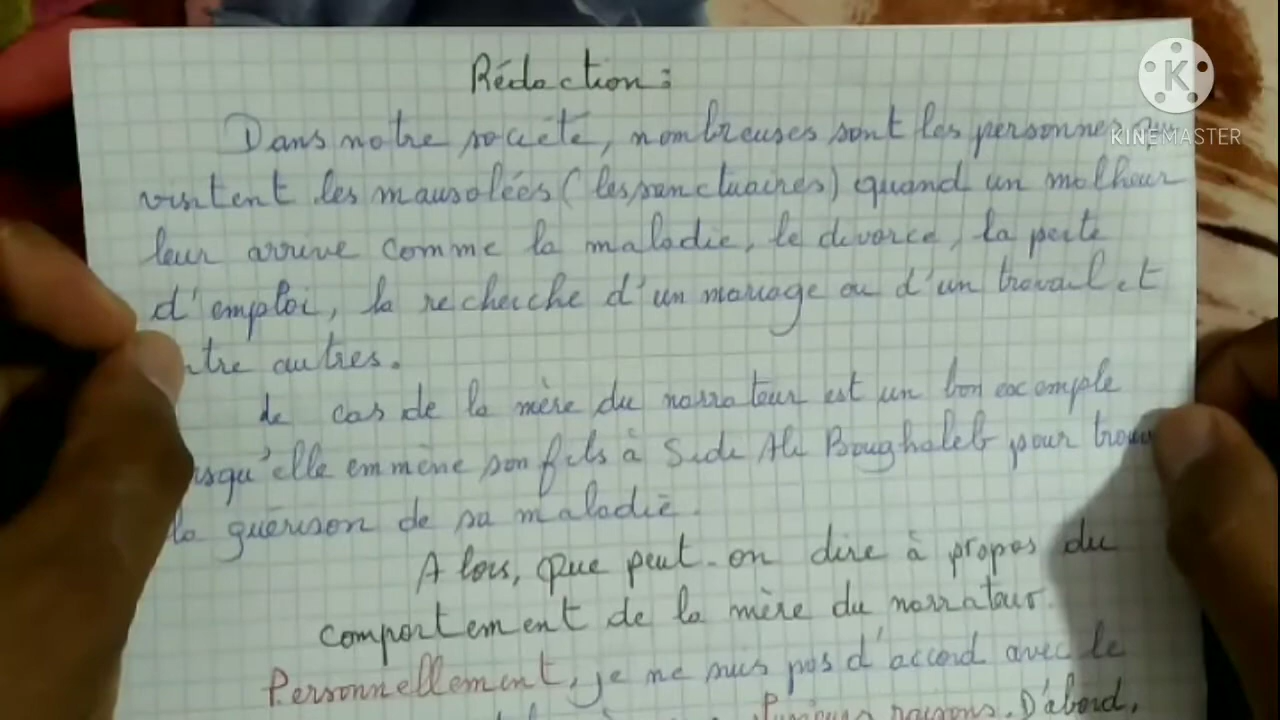 Rédaction :
Dans notre société, nombreuses sont les personnes qui
KINEMASTER
visitent les mausolées (les sanctuaires) quand un malheur
leur arrive comme la maladie, le divorce, la perte
d'emploi, la recherche d'un mariage ou d'un travail et
ntre autres.
Le cas de la mère du narrateur est un bon exemple
rsqu'elle emmène son fils à Sidi Ali Boughaleb pour trouv
la guérison de sa maladie.
Alors, Que peut-on dire à propos du
comportement de la mère du narrateur.
Personnellement, je ne suis pas d'accord avec le
plusieurs raisons. D'abord,